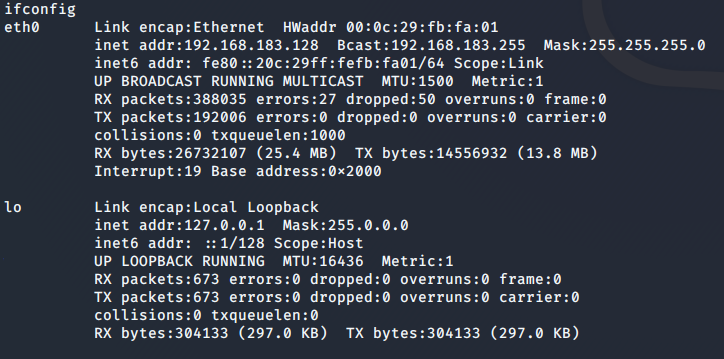 ifconfig
eth0      Link encap:Ethernet  HWaddr 00:0c:29:fb:fa:01
          inet addr:192.168.183.128  Bcast:192.168.183.255  Mask:255.255.255.0
          inet6 addr: fe80::20c:29ff:fefb:fa01/64 Scope:Link
          UP BROADCAST RUNNING MULTICAST  MTU:1500  Metric:1
          RX packets:388035 errors:27 dropped:50 overruns:0 frame:0
          TX packets:192006 errors:0 dropped:0 overruns:0 carrier:0
          collisions:0 txqueuelen:1000
          RX bytes:26732107 (25.4 MB)  TX bytes:14556932 (13.8 MB)
          Interrupt:19 Base address:0×2000

lo        Link encap:Local Loopback
          inet addr:127.0.0.1  Mask:255.0.0.0
          inet6 addr: ::1/128 Scope:Host
          UP LOOPBACK RUNNING  MTU:16436  Metric:1
          RX packets:673 errors:0 dropped:0 overruns:0 frame:0
          TX packets:673 errors:0 dropped:0 overruns:0 carrier:0
          collisions:0 txqueuelen:0
          RX bytes:304133 (297.0 KB)  TX bytes:304133 (297.0 KB)